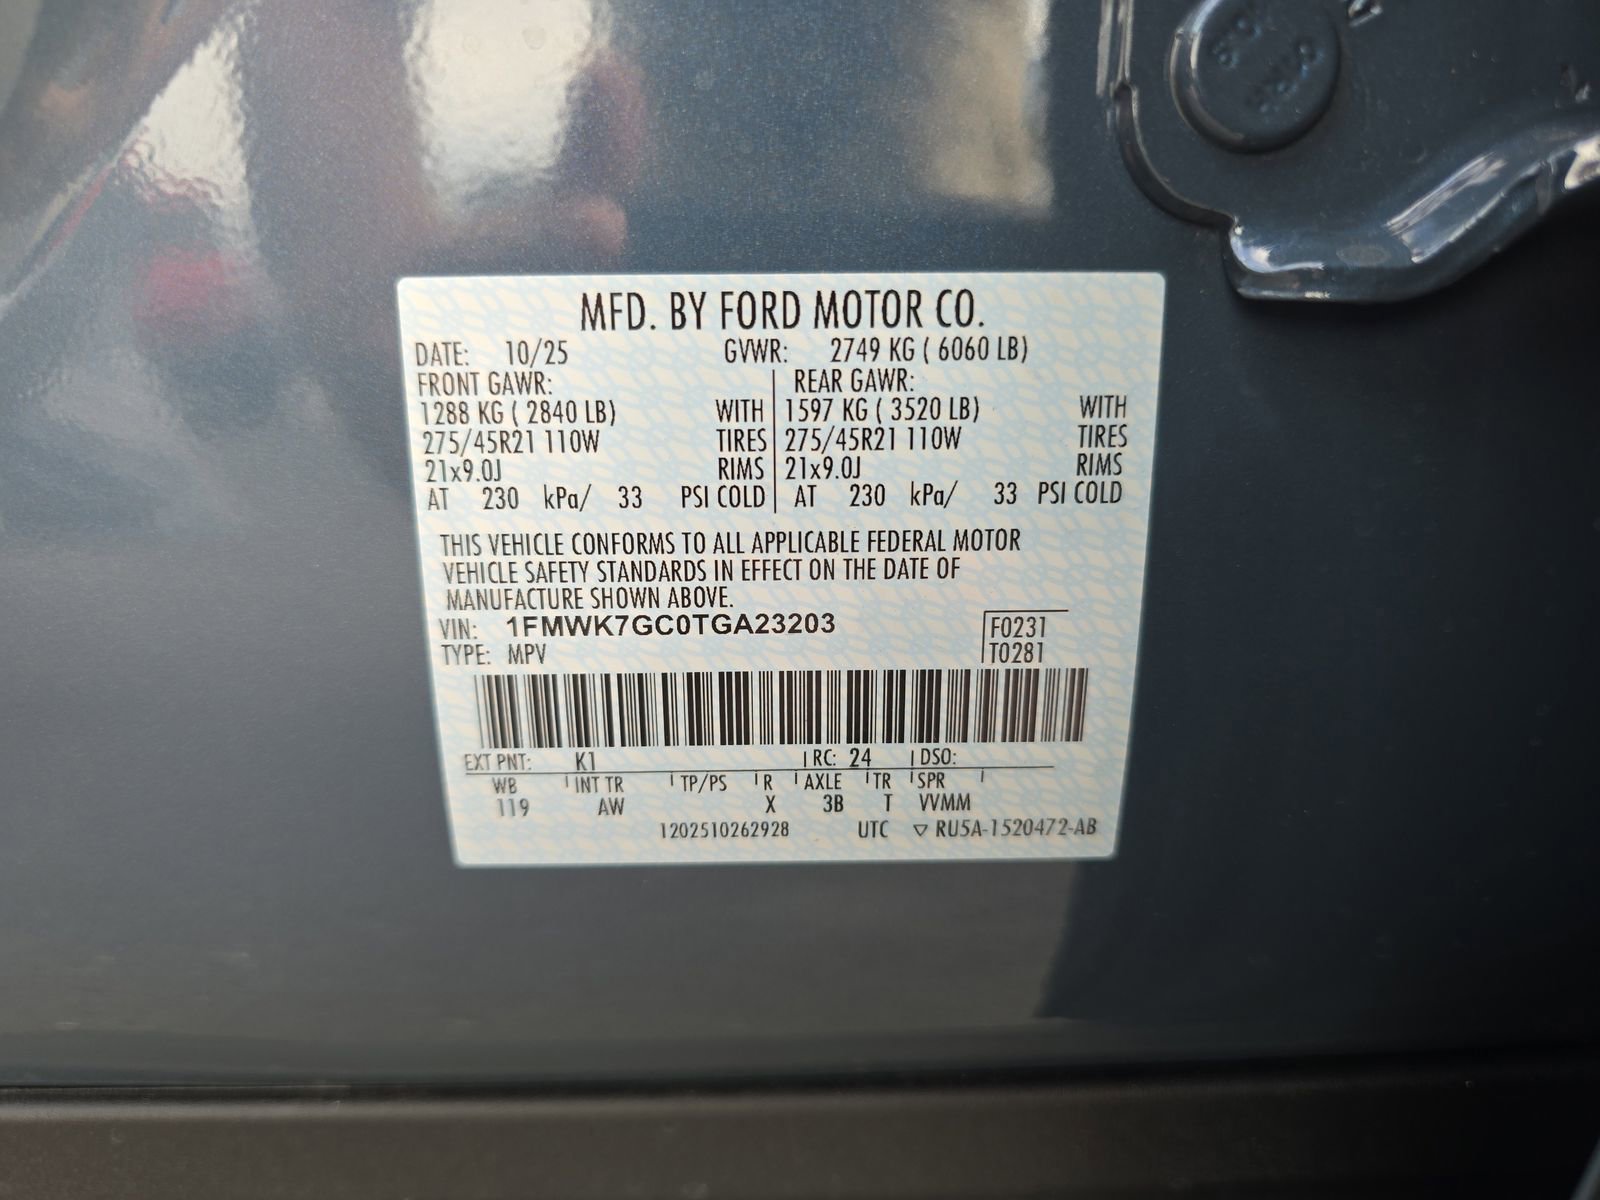 MFD. BY FORD MOTOR CO.
DATE: 10/25 GVWR: 2749 KG ( 6060 LB)
FRONT GAWR: REAR GAWR:
1288 KG ( 2840 LB) WITH 1597 KG ( 3520 LB) WITH
275/45R21 110W TIRES 275/45R21 110W TIRES
21x9.0J RIMS 21x9.0J RIMS
AT 230 kPa/ 33 PSI COLD AT 230 kPa/ 33 PSI COLD
THIS VEHICLE CONFORMS TO ALL APPLICABLE FEDERAL MOTOR
VEHICLE SAFETY STANDARDS IN EFFECT ON THE DATE OF
MANUFACTURE SHOWN ABOVE.
VIN: 1FMWK7GC0TGA23203 F0231
TYPE: MPV T0281
EXT PNT: K1 RC: 24 DSO:
WB INT TR TP/PS R AXLE TR SPR
119 AW X 3B T VVMM
1202510262928 UTC ▽ RU5A-1520472-AB